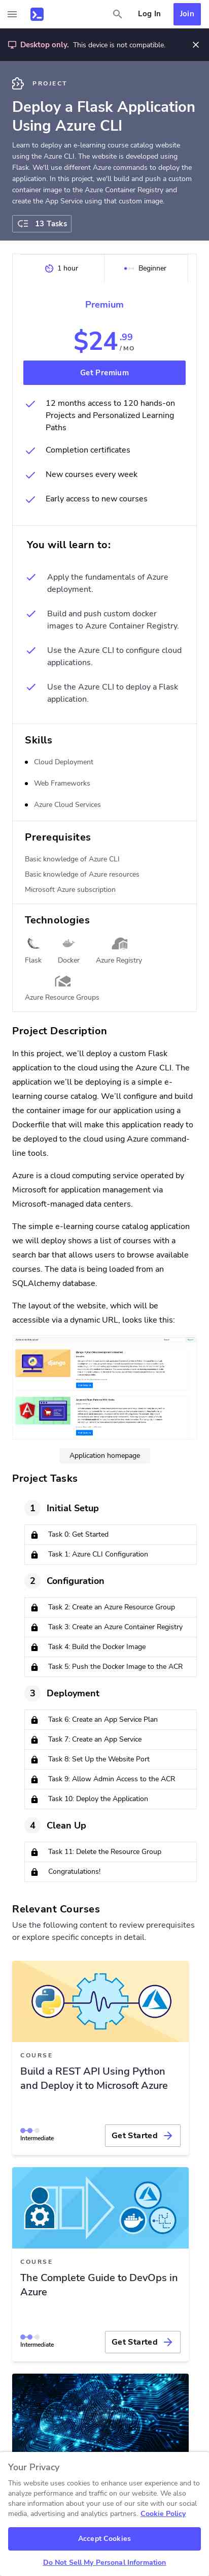 Log In
Join
Desktop only. This device is not compatible.
PROJECT
Deploy a Flask Application
Using Azure CLI
Learn to deploy an e-learning course catalog website
using the Azure CLI. The website is developed using
Flask. We'll use different Azure commands to deploy the
application. In this project, we'll build and push a custom
container image to the Azure Container Registry and
create the App Service using that custom image.
13 Tasks
1 hour
Beginner
Premium
$24.99
/MO
Get Premium
12 months access to 120 hands-on
Projects and Personalized Learning
Paths
Completion certificates
New courses every week
Early access to new courses
You will learn to:
Apply the fundamentals of Azure
deployment.
Build and push custom docker
images to Azure Container Registry.
Use the Azure CLI to configure cloud
applications.
Use the Azure CLI to deploy a Flask
application.
Skills
Cloud Deployment
Web Frameworks
Azure Cloud Services
Prerequisites
Basic knowledge of Azure CLI
Basic knowledge of Azure resources
Microsoft Azure subscription
Technologies
Flask
Docker
Azure Registry
Azure Resource Groups
Project Description
In this project, we’ll deploy a custom Flask
application to the cloud using the Azure CLI. The
application we’ll be deploying is a simple e-
learning course catalog. We’ll configure and build
the container image for our application using a
Dockerfile that will make this application ready to
be deployed to the cloud using Azure command-
line tools.
Azure is a cloud computing service operated by
Microsoft for application management via
Microsoft-managed data centers.
The simple e-learning course catalog application
we will deploy shows a list of courses with a
search bar that allows users to browse available
courses. The data is being loaded from an
SQLAlchemy database.
The layout of the website, which will be
accessible via a dynamic URL, looks like this:
Application homepage
Project Tasks
1 Initial Setup
Task 0: Get Started
Task 1: Azure CLI Configuration
2 Configuration
Task 2: Create an Azure Resource Group
Task 3: Create an Azure Container Registry
Task 4: Build the Docker Image
Task 5: Push the Docker Image to the ACR
3 Deployment
Task 6: Create an App Service Plan
Task 7: Create an App Service
Task 8: Set Up the Website Port
Task 9: Allow Admin Access to the ACR
Task 10: Deploy the Application
4 Clean Up
Task 11: Delete the Resource Group
Congratulations!
Relevant Courses
Use the following content to review prerequisites
or explore specific concepts in detail.
COURSE
Build a REST API Using Python
and Deploy it to Microsoft Azure
Intermediate
Get Started
COURSE
The Complete Guide to DevOps in
Azure
Intermediate
Get Started
Your Privacy
This website uses cookies to enhance user experience and to
analyze performance and traffic on our website. We also
share information about your use of our site with our social
media, advertising and analytics partners. Cookie Policy
Accept Cookies
Do Not Sell My Personal Information